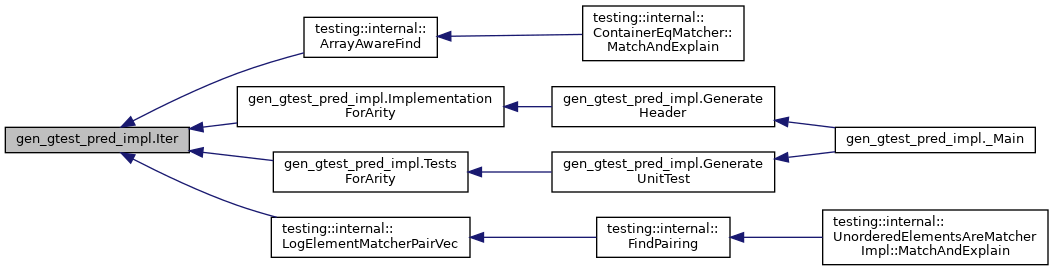 gen_gtest_pred_impl.Iter
testing::internal::
ArrayAwareFind
testing::internal::
ContainerEqMatcher::
MatchAndExplain
gen_gtest_pred_impl.Implementation
ForArity
gen_gtest_pred_impl.Generate
Header
gen_gtest_pred_impl._Main
gen_gtest_pred_impl.Tests
ForArity
gen_gtest_pred_impl.Generate
UnitTest
testing::internal::
LogElementMatcherPairVec
testing::internal::
FindPairing
testing::internal::
UnorderedElementsAreMatcher
Impl::MatchAndExplain